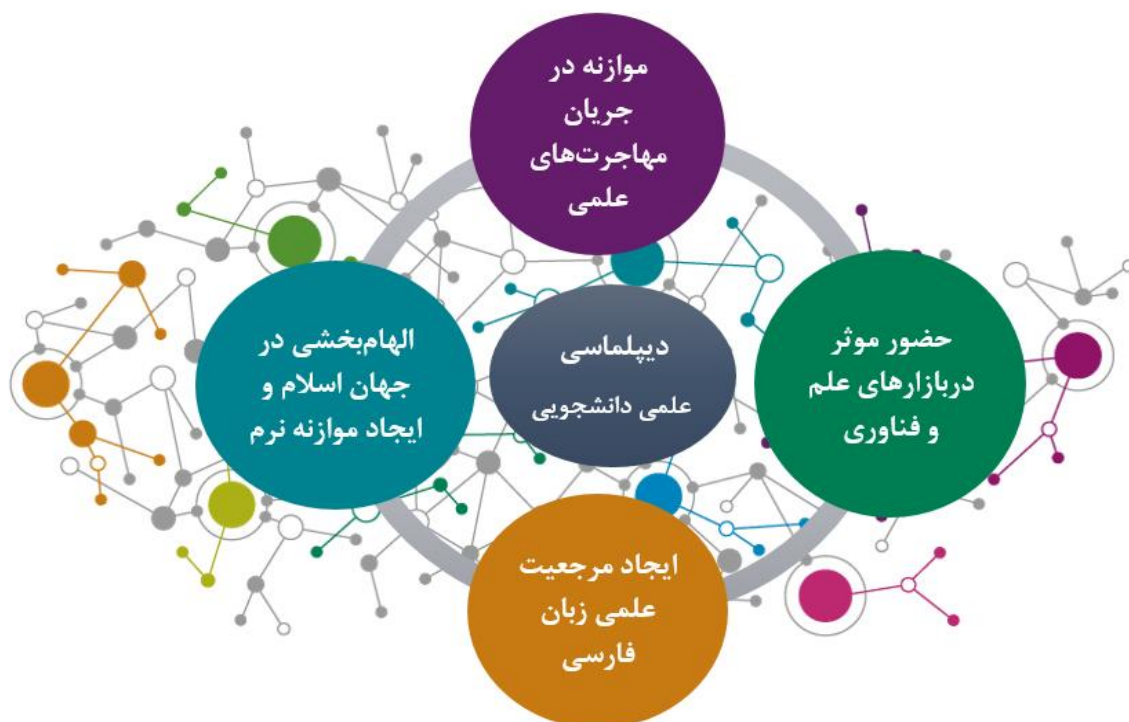 موازنه در
جریان
مهاجرت‌های
علمی
حضور موثر
دربازارهای علم
و فناوری
دیپلماسی
علمی دانشجویی
الهام‌بخشی در
جهان اسلام و
ایجاد موازنه نرم
ایجاد مرجعیت
علمی زبان
فارسی